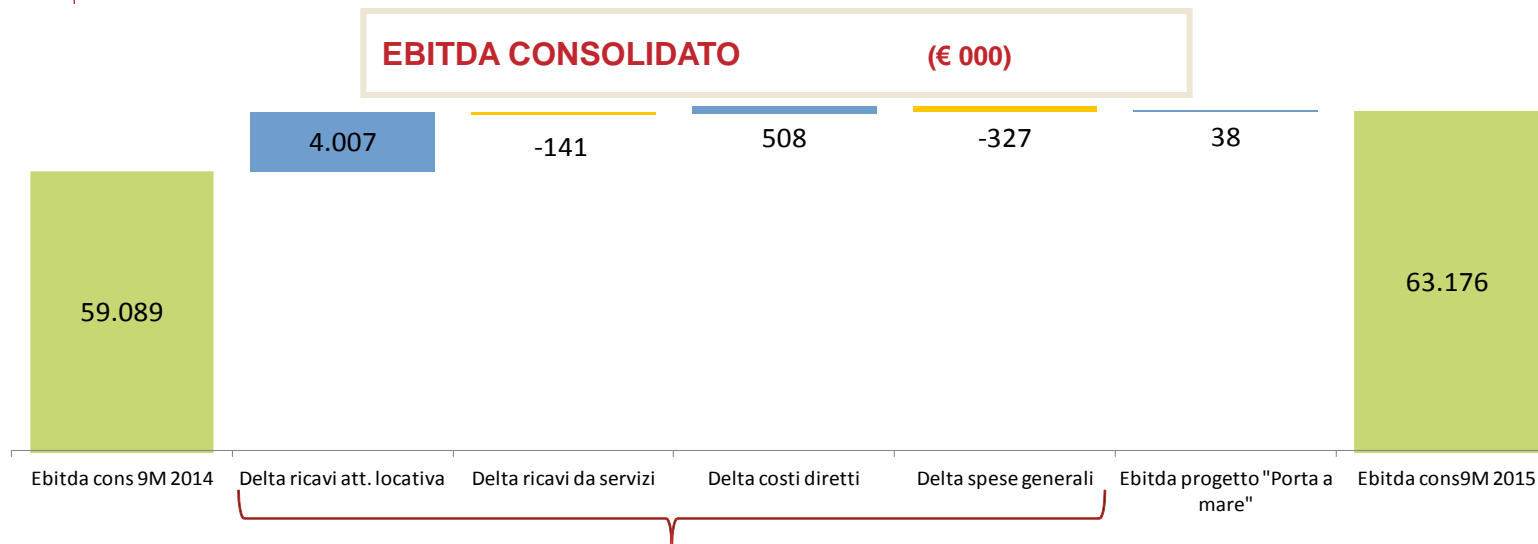 EBITDA CONSOLIDATO (€ 000)
4.007
-141
508
-327
38
59.089
63.176
Ebitda cons 9M 2014
Delta ricavi att. locativa
Delta ricavi da servizi
Delta costi diretti
Delta spese generali
Ebitda progetto "Porta a
mare"
Ebitda cons9M 2015